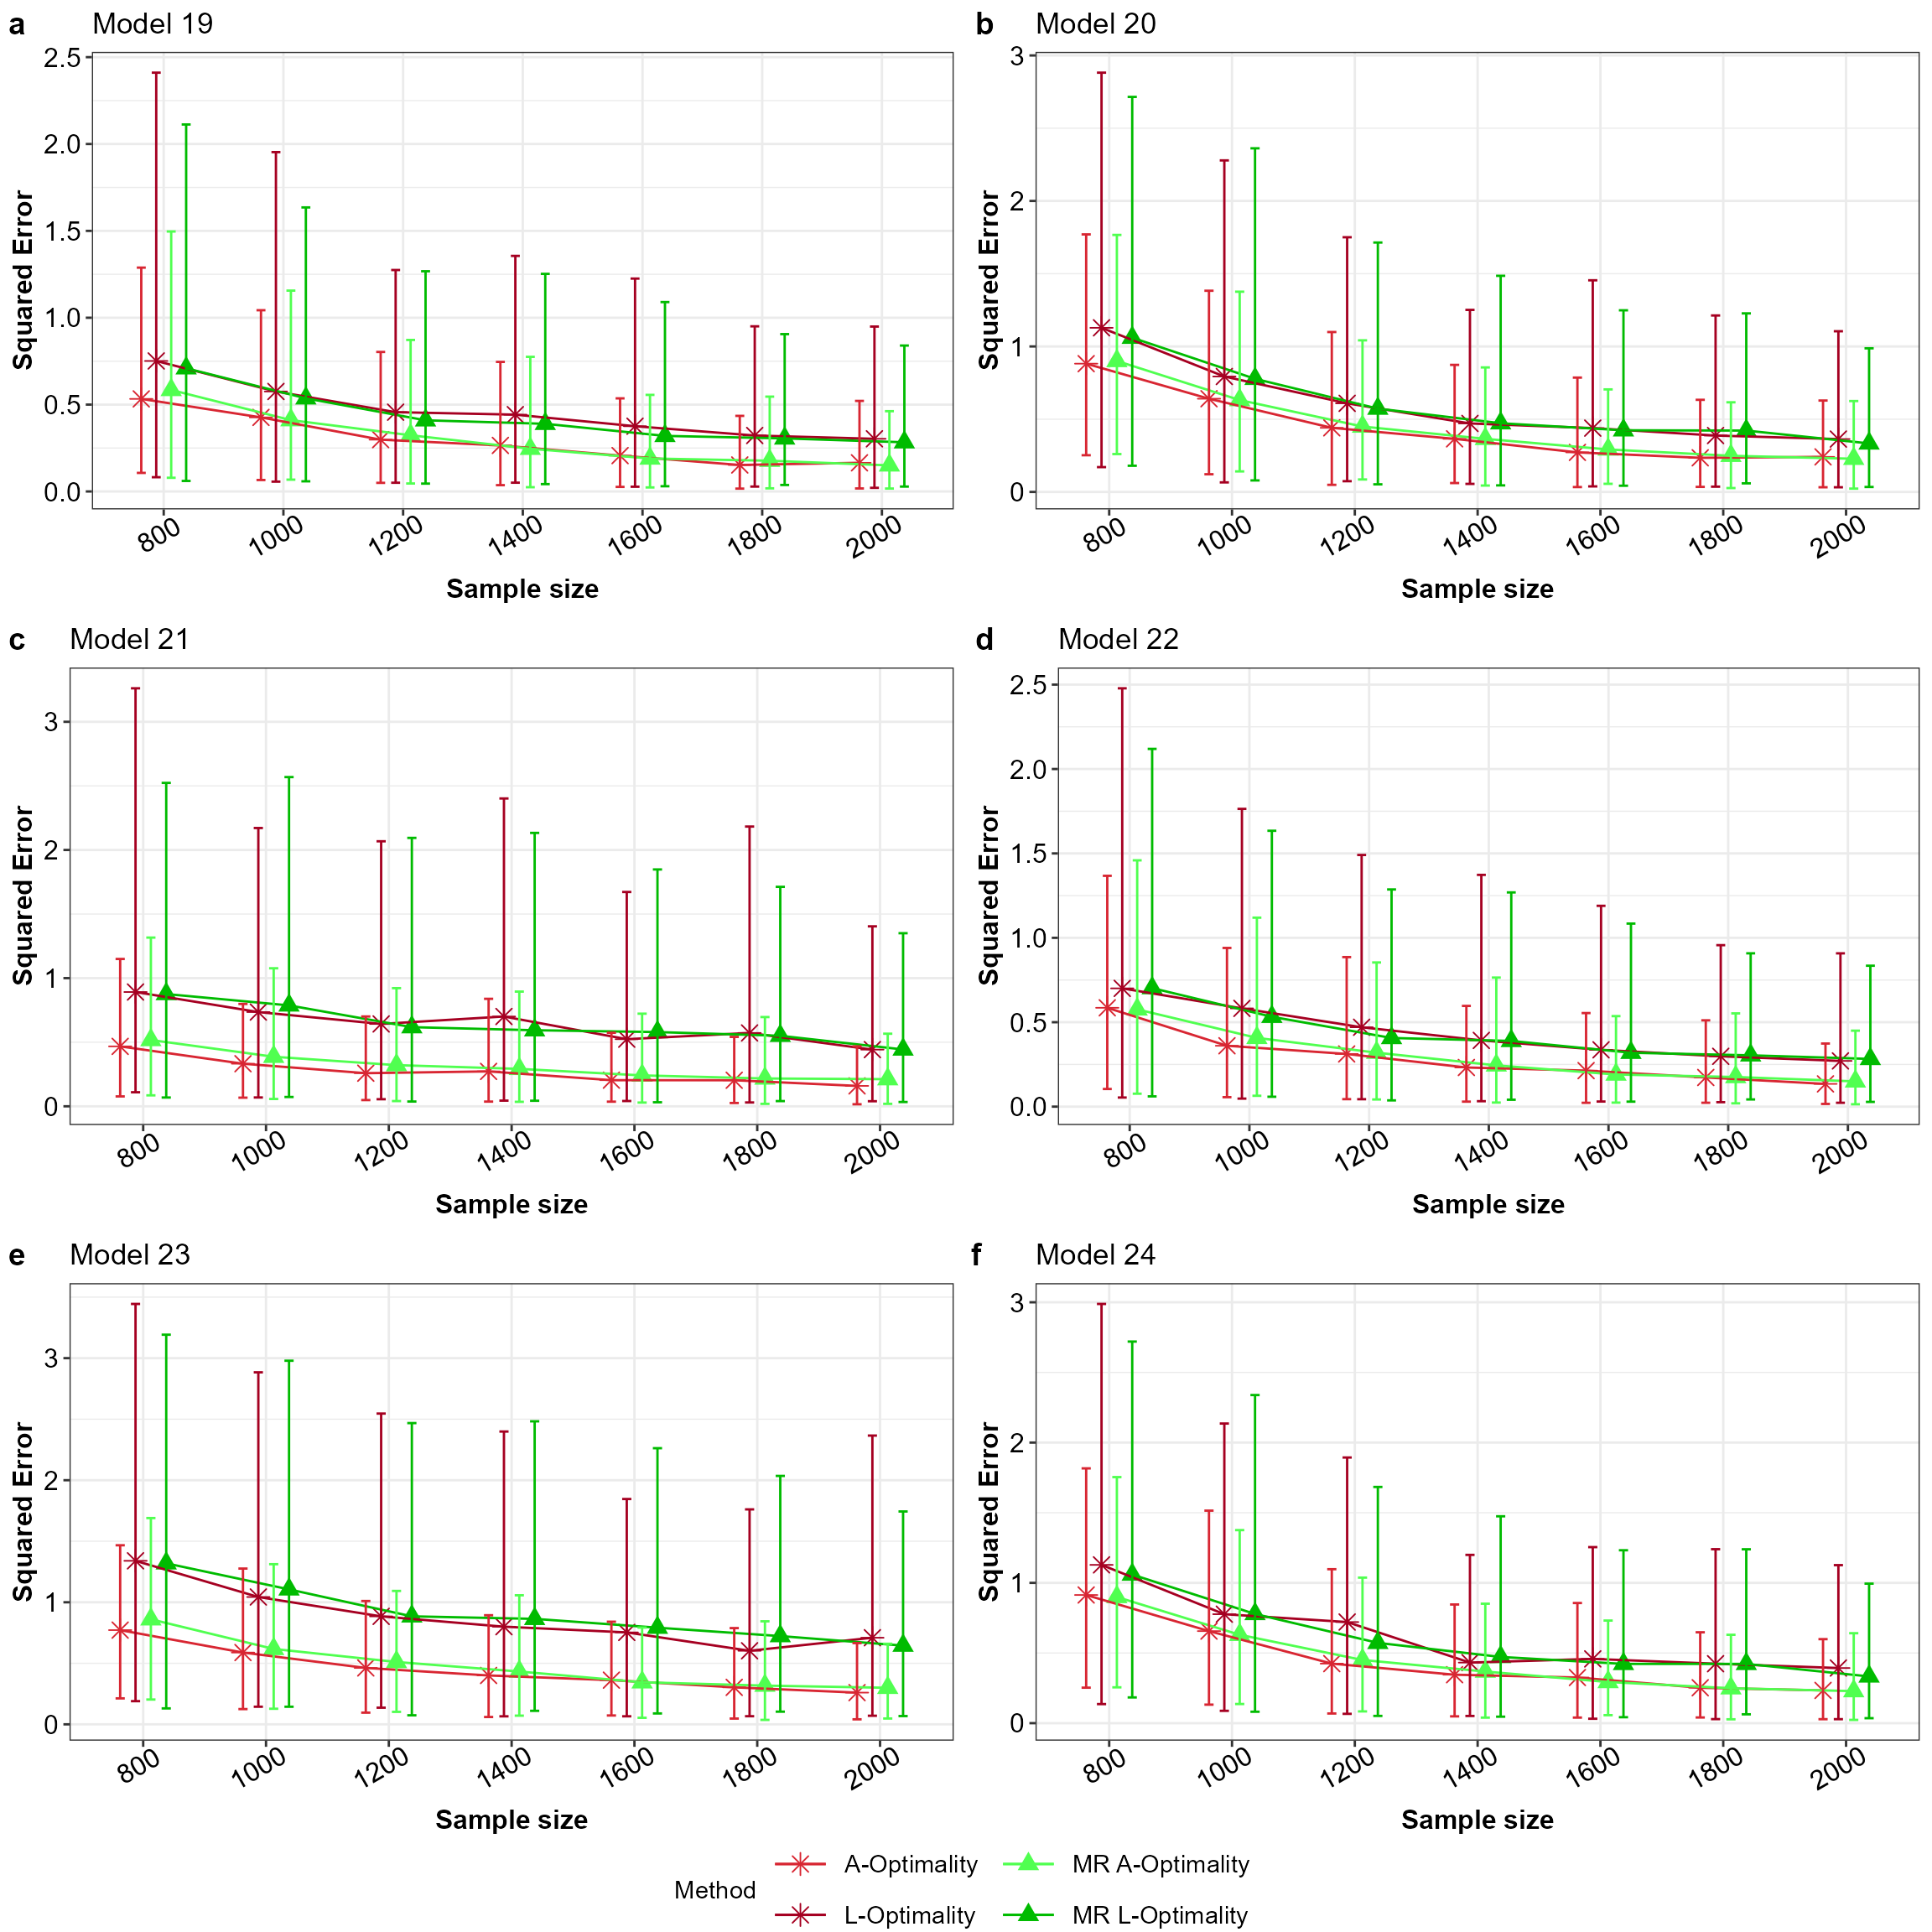 a Model 19
Squared Error
2.5
2.0
1.5
1.0
0.5
0.0
800 1000 1200 1400 1600 1800 2000
Sample size
b Model 20
Squared Error
3
2
1
0
800 1000 1200 1400 1600 1800 2000
Sample size
c Model 21
Squared Error
3
2
1
0
800 1000 1200 1400 1600 1800 2000
Sample size
d Model 22
Squared Error
2.5
2.0
1.5
1.0
0.5
0.0
800 1000 1200 1400 1600 1800 2000
Sample size
e Model 23
Squared Error
3
2
1
0
800 1000 1200 1400 1600 1800 2000
Sample size
f Model 24
Squared Error
3
2
1
0
800 1000 1200 1400 1600 1800 2000
Sample size
Method
A-Optimality MR A-Optimality
L-Optimality MR L-Optimality